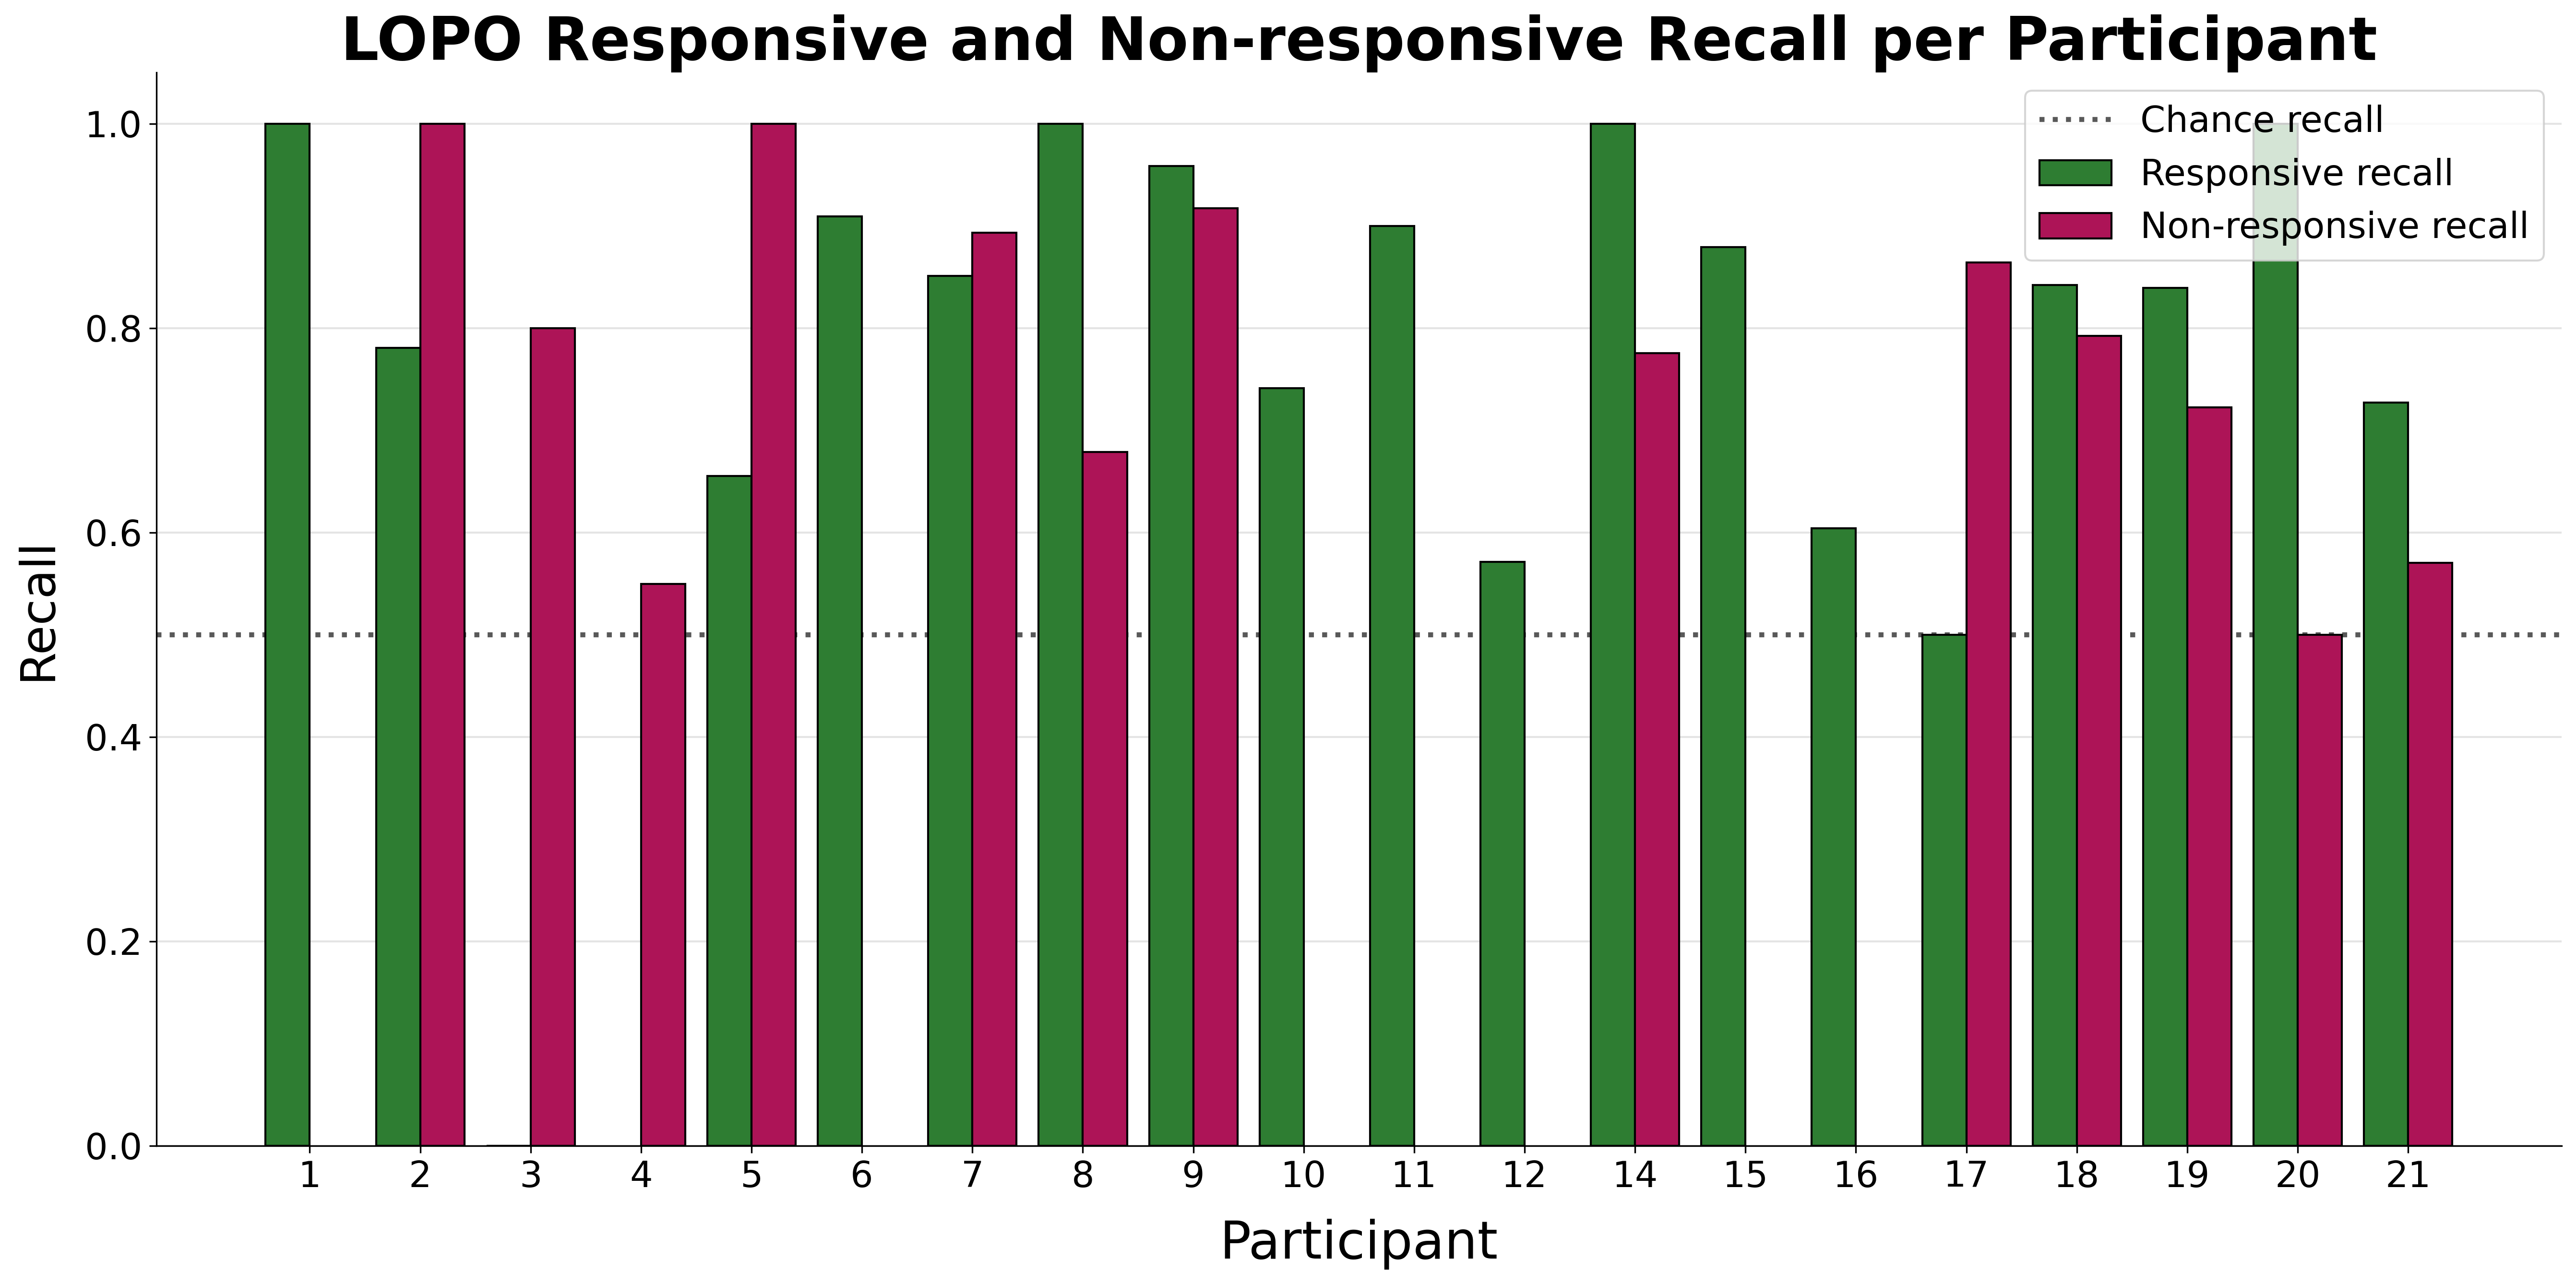 LOPO Responsive and Non-responsive Recall per Participant
Chance recall
Responsive recall
Non-responsive recall
Recall
1.0
0.8
0.6
0.4
0.2
0.0
1 2 3 4 5 6 7 8 9 10 11 12 14 15 16 17 18 19 20 21
Participant